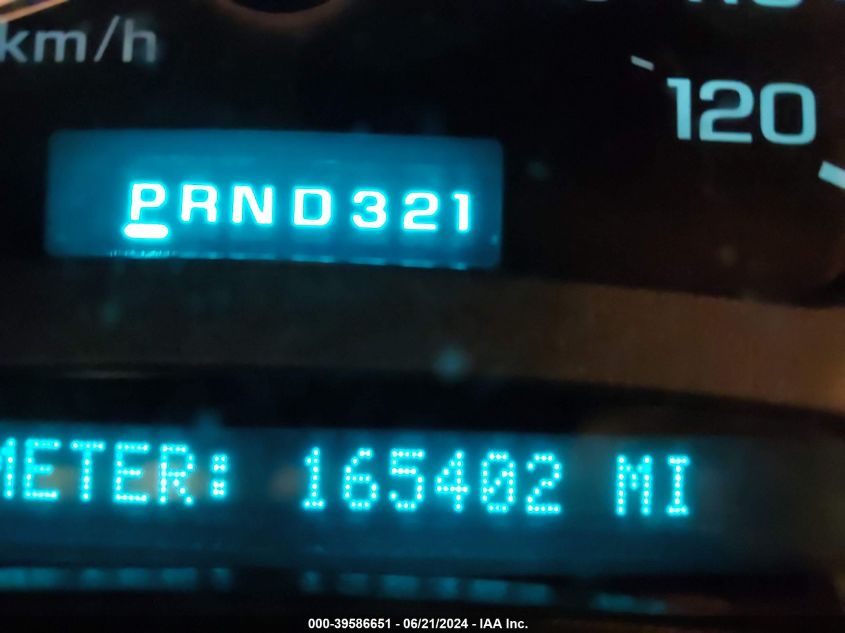 km/h
120
PRND321
METER: 165402 MI
000-39586651 - 06/21/2024 - IAA Inc.